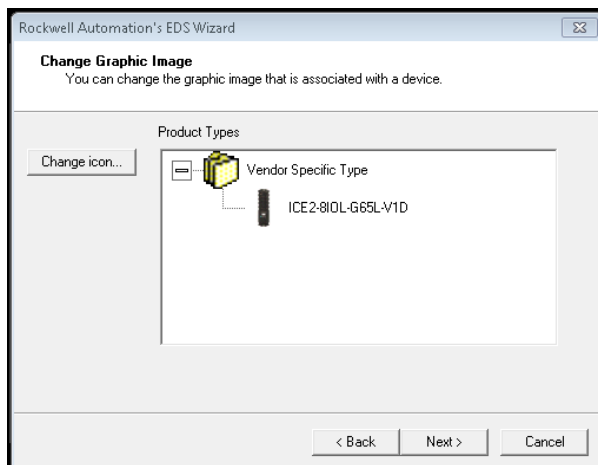 Rockwell Automation's EDS Wizard
Change Graphic Image
You can change the graphic image that is associated with a device.
Product Types
Change icon...
Vendor Specific Type
ICE2-8IOL-G65L-V1D
< Back
Next >
Cancel